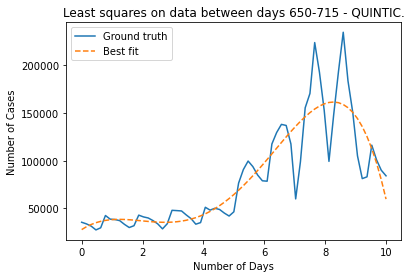 Least squares on data between days 650-715 - QUINTIC.
Ground truth
Best fit
200000
150000
100000
50000
Number of Cases
0 2 4 6 8 10
Number of Days